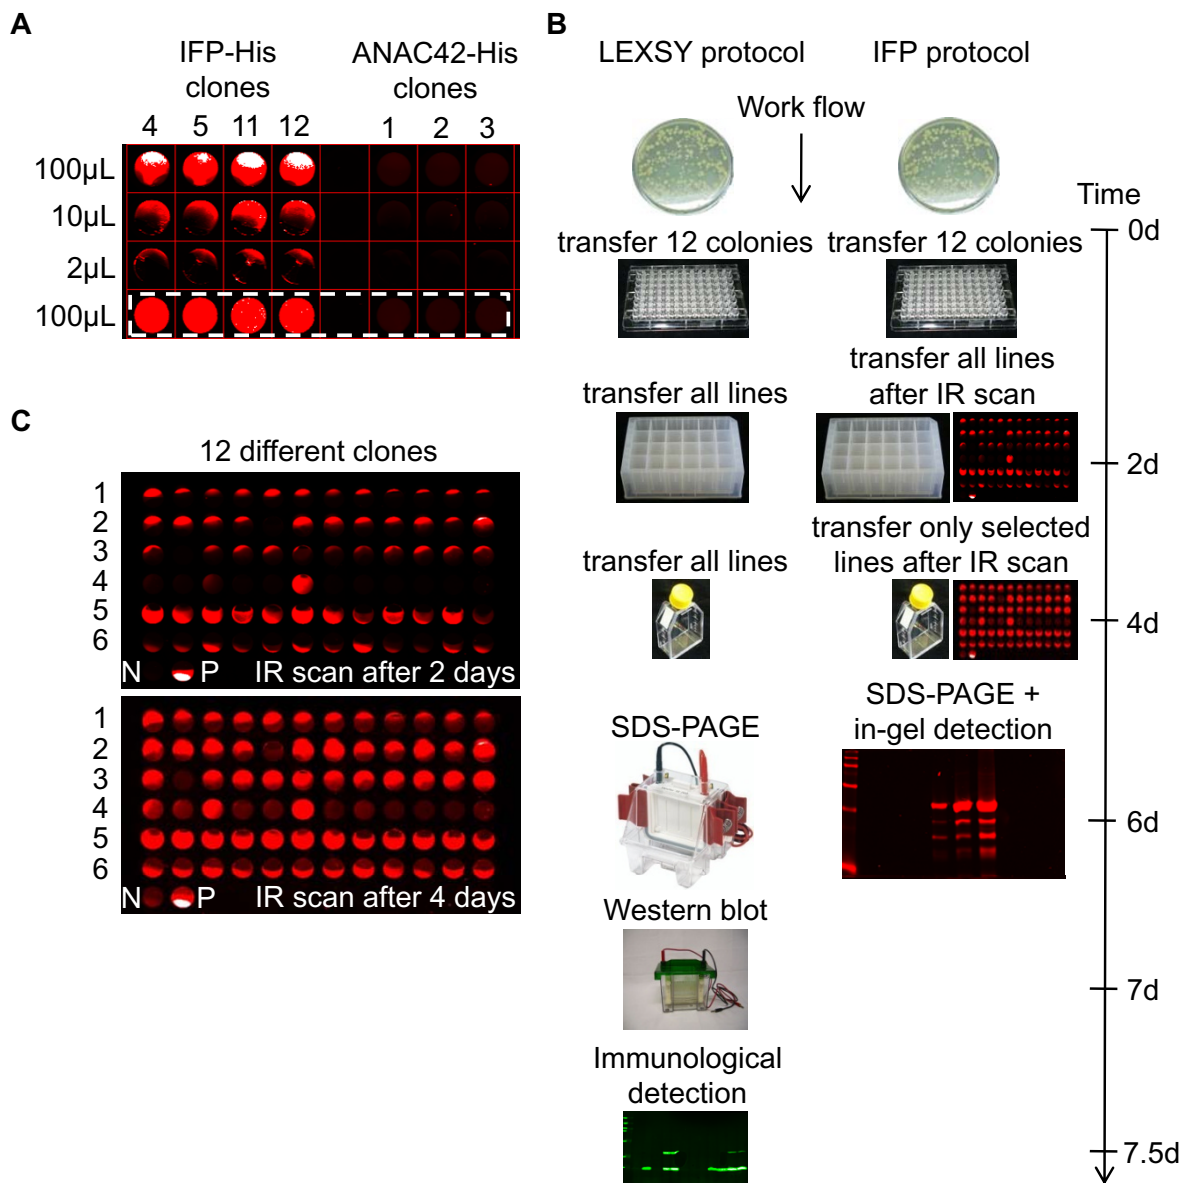 A
IFP-His
clones
ANAC42-His
clones
4 5 11 12 1 2 3
100µL
10µL
2µL
100µL
B
LEXSY protocol
IFP protocol
Work flow
Time
0d
transfer 12 colonies
transfer 12 colonies
transfer all lines
transfer all lines
after IR scan
2d
transfer all lines
transfer only selected
lines after IR scan
4d
SDS-PAGE
SDS-PAGE +
in-gel detection
6d
Western blot
7d
Immunological
detection
7.5d
C
12 different clones
1
2
3
4
5
6
N P IR scan after 2 days
1
2
3
4
5
6
N P IR scan after 4 days